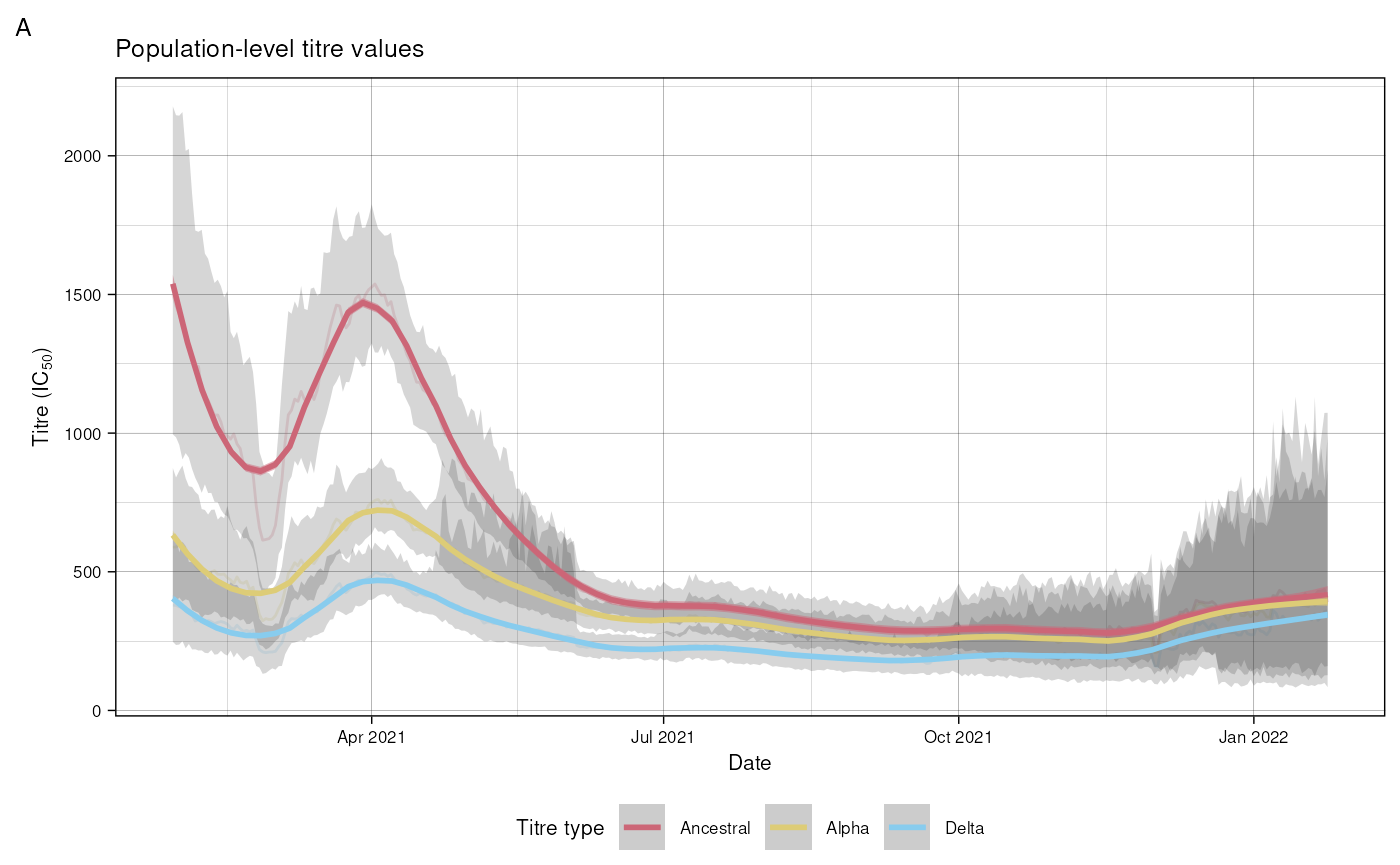 A
Population-level titre values
2000
1500
1000
500
0
Titre (IC50)
Apr 2021
Jul 2021
Oct 2021
Jan 2022
Date
Titre type Ancestral Alpha Delta